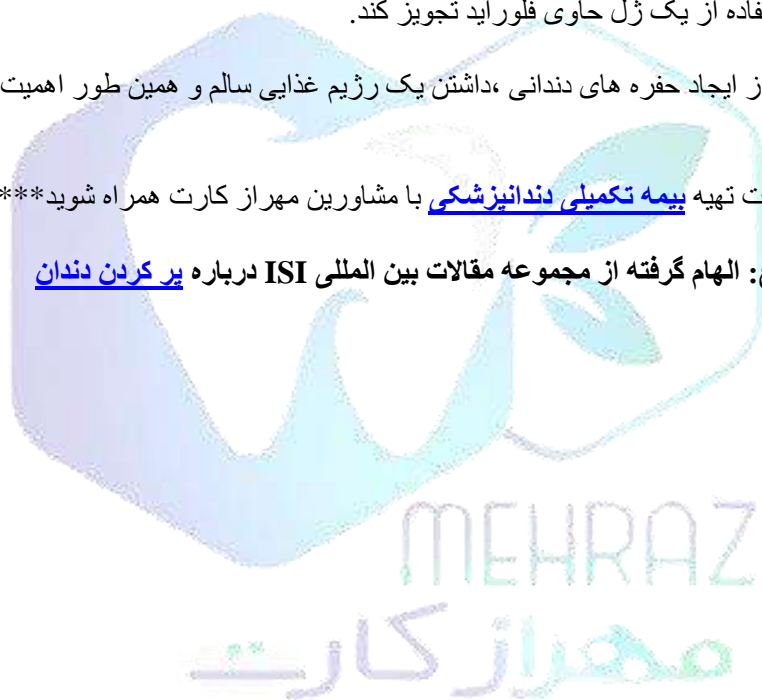 فاده از یک ژل حاوی فلوراید تجویز کند.
ز ایجاد حفره های دندانی ،داشتن یک رژیم غذایی سالم و همین طور اهمیت
ت تهیه بیمه تکمیلی دندانپزشکی با مشاورین مهراز کارت همراه شوید***
: الهام گرفته از مجموعه مقالات بین المللی ISI درباره پر کردن دندان
MEHRAZ
مهراز کارت